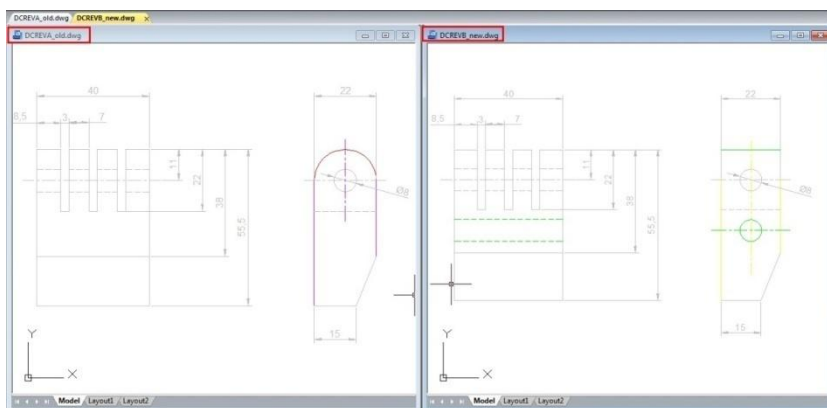 DCREVA_old.dwg DCREVB_new.dwg ×
DCREVA_old.dwg
40
8,5 3 7
11
22
38
55,5
22
Ø8
15
Y
X
Model Layout1 Layout2
DCREVB_new.dwg
40
8,5 3 7
11
22
38
55,5
22
Ø8
15
Y
X
Model Layout1 Layout2